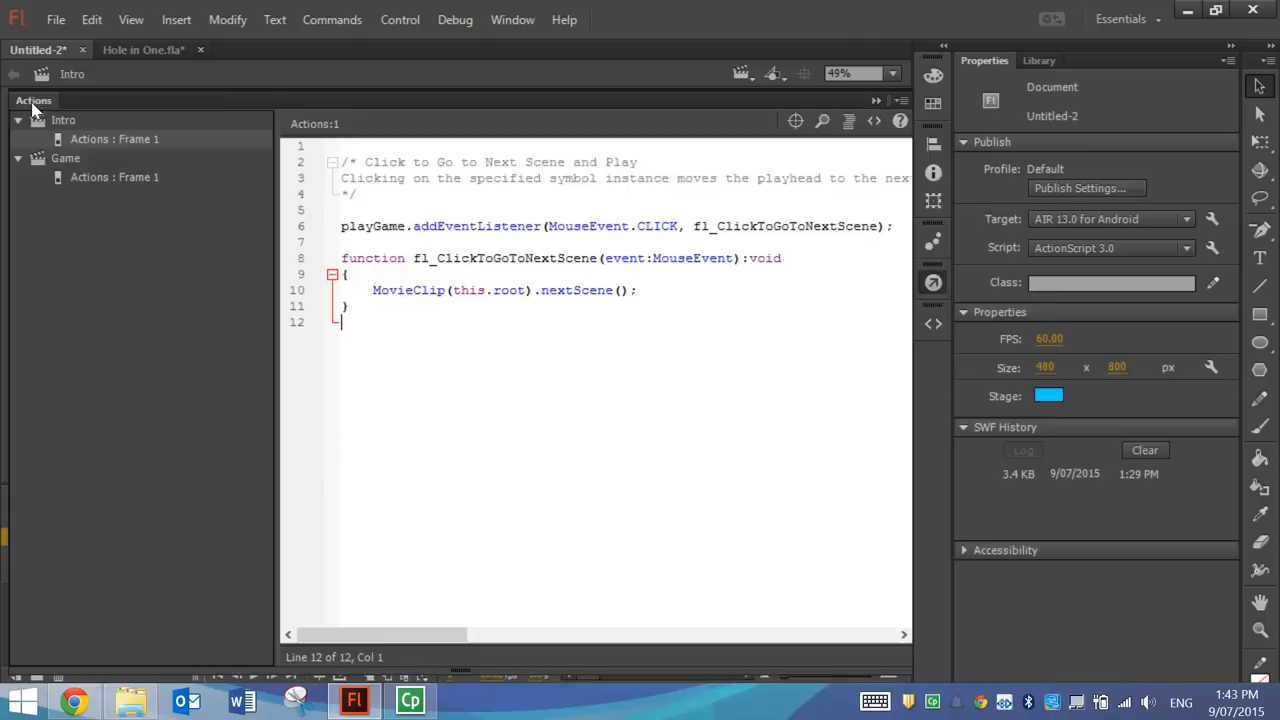 Fl File Edit View Insert Modify Text Commands Control Debug Window Help Essentials
Untitled-2* × Hole in One.fla* ×
Intro 49%
Actions
Intro
Actions : Frame 1
Game
Actions : Frame 1
Actions:1
1
2 /* Click to Go to Next Scene and Play
3 Clicking on the specified symbol instance moves the playhead to the nex
4 */
5
6 playGame.addEventListener(MouseEvent.CLICK, fl_ClickToGoToNextScene);
7
8 function fl_ClickToGoToNextScene(event:MouseEvent):void
9 {
10 MovieClip(this.root).nextScene();
11 }
12
Line 12 of 12, Col 1
Properties Library
Fl Document
Untitled-2
Publish
Profile: Default
Publish Settings...
Target: AIR 13.0 for Android
Script: ActionScript 3.0
Class:
Properties
FPS: 60.00
Size: 480 x 800 px
Stage:
SWF History
Log Clear
3.4 KB 9/07/2015 1:29 PM
Accessibility
Fl Cp
Cp ENG
1:43 PM
9/07/2015